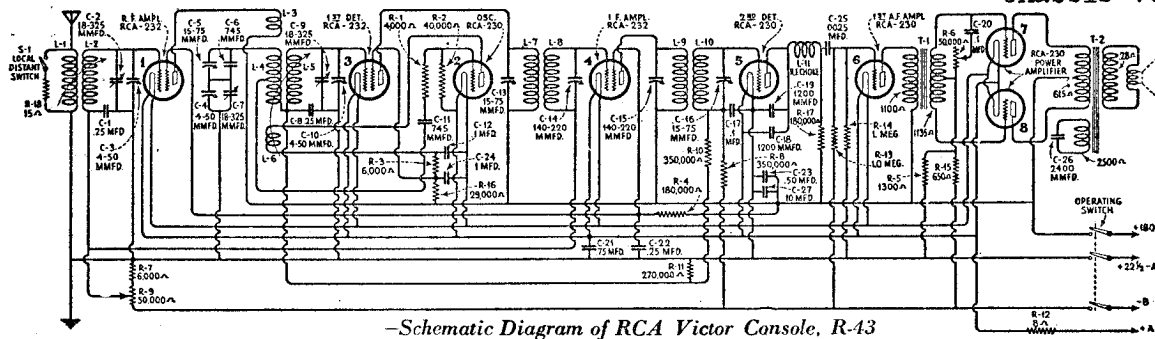 C-2
18-325
MMFD.
R.F. AMPL.
RCA-232
C-5
15-75
MMFD.
C-6
745
MMFD.
L-3
C-9
18-325
MMFD.
1ST DET.
RCA-232
R-1
4000Ω
R-2
40,000Ω
OSC.
RCA-230
I.F. AMPL.
RCA-232
2ND DET.
RCA-230
C-25
.0025
MFD.
1ST A.F. AMPL.
RCA-230
C-20
.1
MFD.
R-6
50,000Ω
T-1
T-2
28Ω
S-1
LOCAL
DISTANT
SWITCH
L-1
L-2
L-4
L-5
L-7
L-8
L-9
L-10
L-11
R.F. CHOKE
1
3
2
4
5
6
7
8
RCA-230
POWER
AMPLIFIER
615Ω
R-18
15Ω
C-1
.25 MFD.
C-3
4-50
MMFD.
C-4
4-50
MMFD.
C-7
18-325
MMFD.
L-6
C-8 .25 MFD.
C-10
4-50 MMFD.
C-11
745
MMFD.
C-12
.1 MFD.
C-24
.1 MFD.
R-3
6,000Ω
R-16
29,000Ω
C-13
15-75
MMFD.
C-14
140-220
MMFD.
C-15
140-220
MMFD.
C-16
15-75
MMFD.
C-17
.1
MFD.
C-19
1200
MMFD.
R-17
180,000Ω
C-18
1200 MMFD.
R-10
350,000Ω
R-8
350,000Ω
R-4
180,000Ω
C-23
.50 MFD.
C-27
10 MFD.
R-14
1 MEG.
R-19
1.0 MEG.
1100Ω
1135Ω
R-5
1300Ω
R-15
650Ω
C-26
2400
MMFD.
2500Ω
OPERATING
SWITCH
+180
+22½-A
-B
+A
C-21
.75 MFD.
C-22
.25
MFD.
R-11
270,000Ω
R-7
6,000Ω
R-9
50,000Ω
R-12
8Ω
—Schematic Diagram of RCA Victor Console, R-43